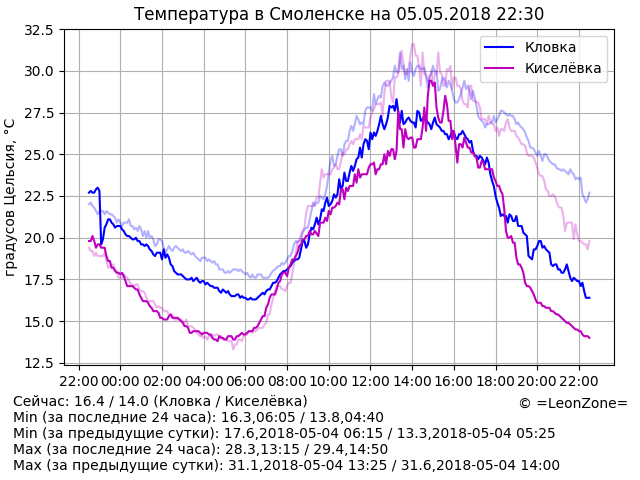 Температура в Смоленске на 05.05.2018 22:30
градусов Цельсия, °C
32.5
30.0
27.5
25.0
22.5
20.0
17.5
15.0
12.5
Кловка
Киселёвка
22:00 00:00 02:00 04:00 06:00 08:00 10:00 12:00 14:00 16:00 18:00 20:00 22:00
Сейчас: 16.4 / 14.0 (Кловка / Киселёвка)
© =LeonZone=
Min (за последние 24 часа): 16.3,06:05 / 13.8,04:40
Min (за предыдущие сутки): 17.6,2018-05-04 06:15 / 13.3,2018-05-04 05:25
Max (за последние 24 часа): 28.3,13:15 / 29.4,14:50
Max (за предыдущие сутки): 31.1,2018-05-04 13:25 / 31.6,2018-05-04 14:00